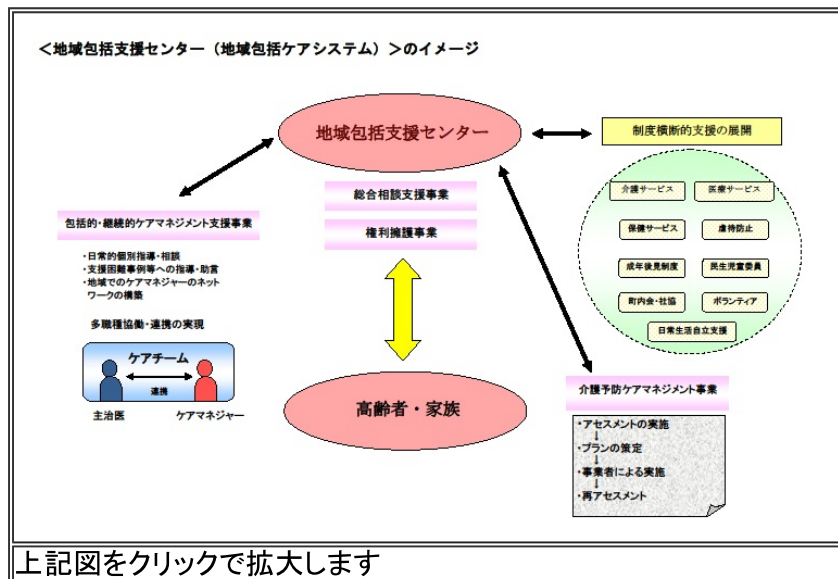 ＜地域包括支援センター（地域包括ケアシステム）＞のイメージ
地域包括支援センター
制度横断的支援の展開
総合相談支援事業
権利擁護事業
包括的・継続的ケアマネジメント支援事業
・日常的個別指導・相談
・支援困難事例等への指導・助言
・地域でのケアマネジャーのネット
ワークの構築
多職種協働・連携の実現
ケアチーム
連携
主治医
ケアマネジャー
介護サービス
医療サービス
保健サービス
虐待防止
成年後見制度
民生児童委員
町内会・社協
ボランティア
日常生活自立支援
高齢者・家族
介護予防ケアマネジメント事業
・アセスメントの実施
↓
・プランの策定
↓
・事業者による実施
↓
・再アセスメント
上記図をクリックで拡大します